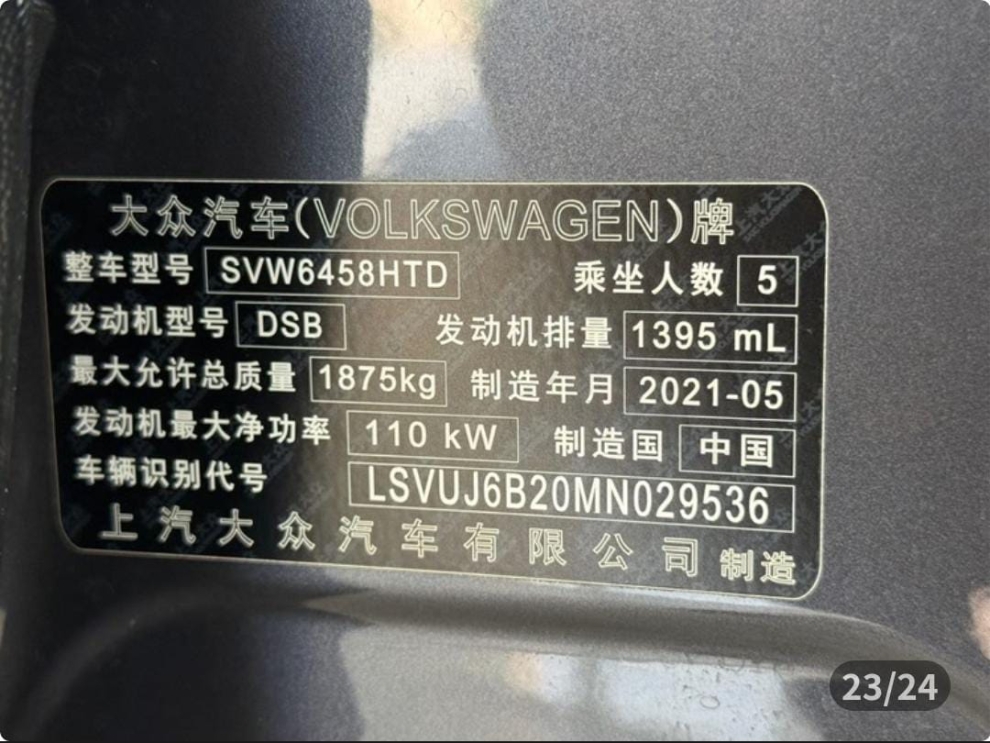 大众汽车(VOLKSWAGEN)牌
整车型号 SVW6458HTD 乘坐人数 5
发动机型号 DSB 发动机排量 1395 mL
最大允许总质量 1875kg 制造年月 2021-05
发动机最大净功率 110 kW 制造国 中国
车辆识别代号 LSVUJ6B20MN029536
上汽大众汽车有限公司 制造
23/24